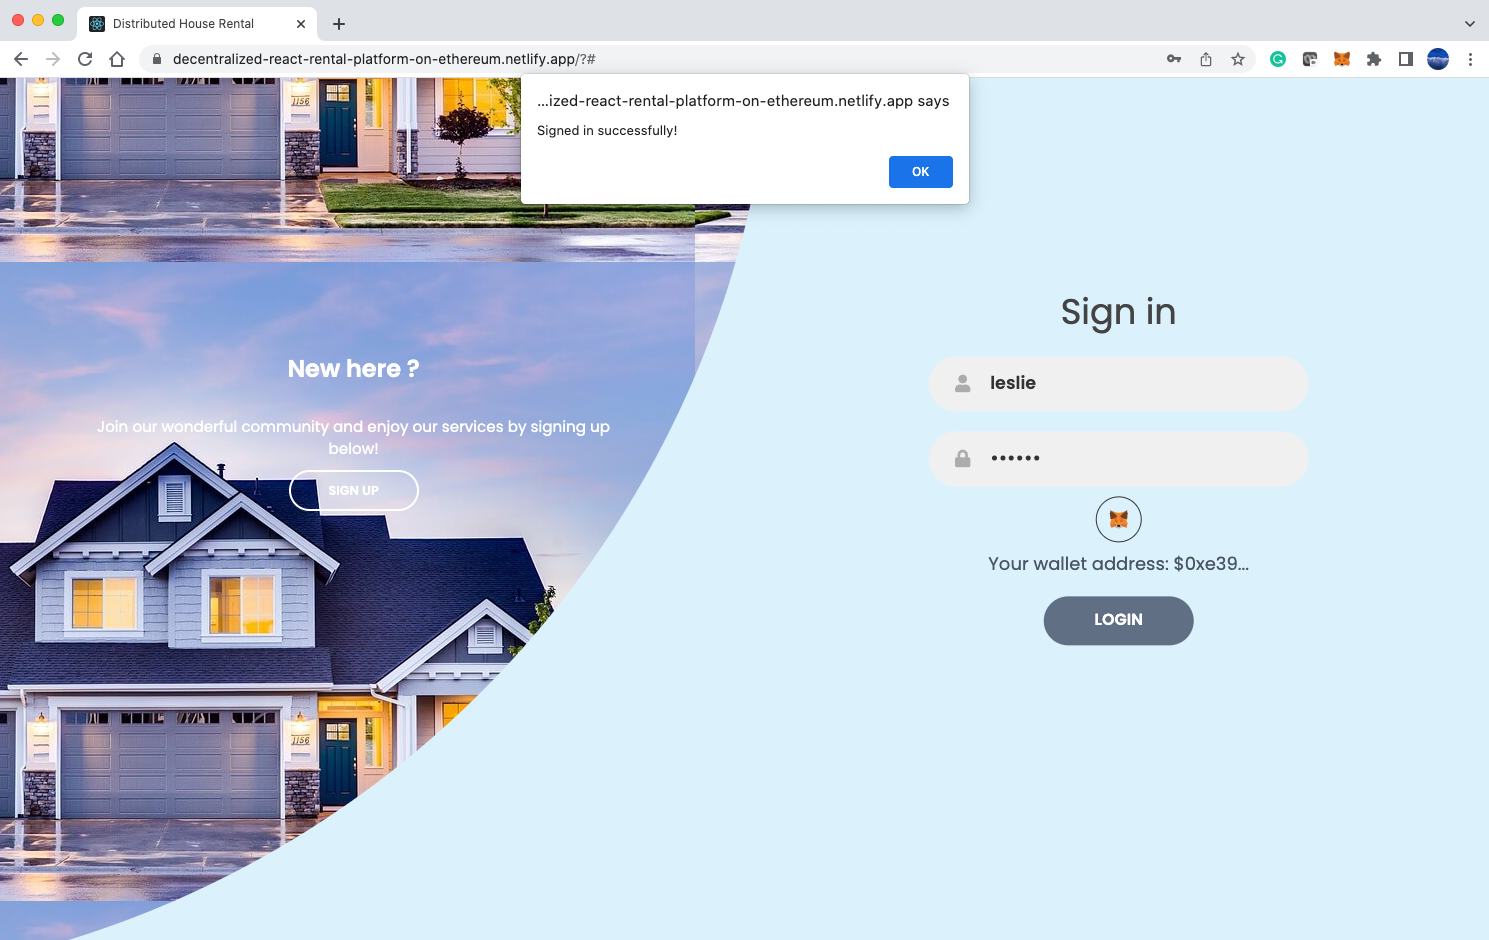 Distributed House Rental
decentralized-react-rental-platform-on-ethereum.netlify.app/?#
...ized-react-rental-platform-on-ethereum.netlify.app says
Signed in successfully!
OK
1156
New here ?
Join our wonderful community and enjoy our services by signing up
below!
SIGN UP
1156
Sign in
leslie
••••••
Your wallet address: $0xe39...
LOGIN